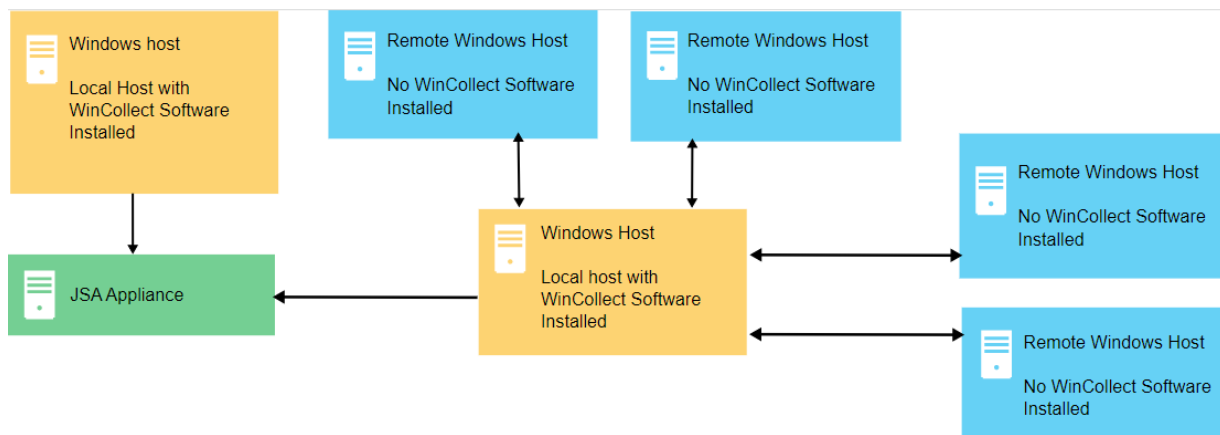 Windows host
Local Host with
WinCollect Software
Installed
Remote Windows Host
No WinCollect Software
Installed
Remote Windows Host
No WinCollect Software
Installed
Remote Windows Host
No WinCollect Software
Installed
Windows Host
Local host with
WinCollect Software
Installed
JSA Appliance
Remote Windows Host
No WinCollect Software
Installed